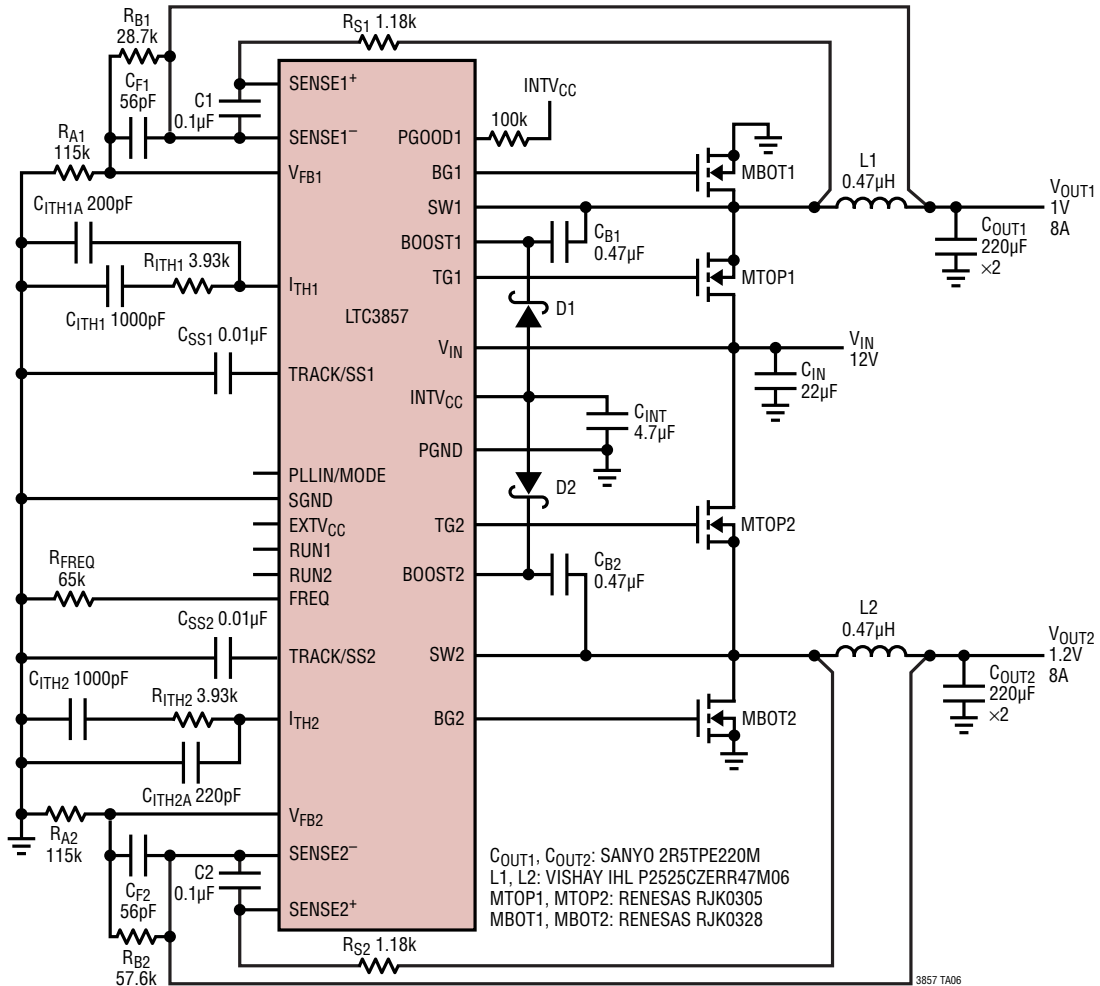 RB1
28.7k
RS1 1.18k
CF1
56pF
C1
0.1µF
SENSE1+
INTVCC
RA1
115k
SENSE1–
PGOOD1
100k
VFB1
BG1
MBOT1
L1
0.47µH
SW1
VOUT1
1V
8A
CITH1A 200pF
BOOST1
CB1
0.47µF
COUT1
220µF
×2
RITH1 3.93k
ITH1
TG1
MTOP1
CITH1 1000pF
LTC3857
D1
CSS1 0.01µF
VIN
VIN
12V
TRACK/SS1
INTVCC
CIN
22µF
CINT
4.7µF
PGND
PLLIN/MODE
D2
SGND
EXTVCC
TG2
MTOP2
RUN1
RFREQ
65k
RUN2
BOOST2
CB2
0.47µF
FREQ
CSS2 0.01µF
L2
0.47µH
TRACK/SS2
SW2
VOUT2
1.2V
8A
CITH2 1000pF
RITH2 3.93k
COUT2
220µF
×2
ITH2
BG2
MBOT2
CITH2A 220pF
VFB2
RA2
115k
SENSE2–
C2
0.1µF
CF2
56pF
SENSE2+
COUT1, COUT2: SANYO 2R5TPE220M
L1, L2: VISHAY IHL P2525CZERR47M06
MTOP1, MTOP2: RENESAS RJK0305
MBOT1, MBOT2: RENESAS RJK0328
RS2 1.18k
RB2
57.6k
3857 TA06